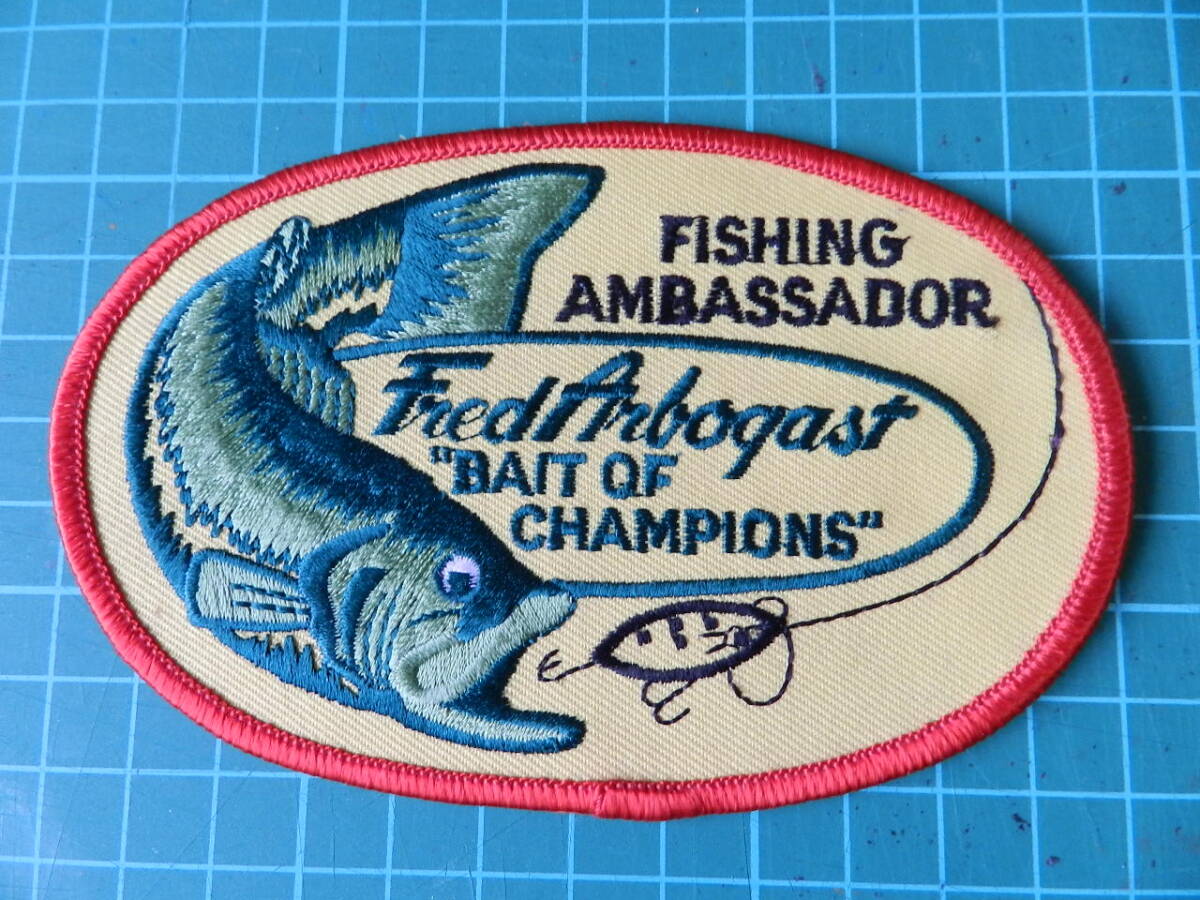 FISHING
AMBASSADOR
Fred Arbogast
"BAIT OF
CHAMPIONS"